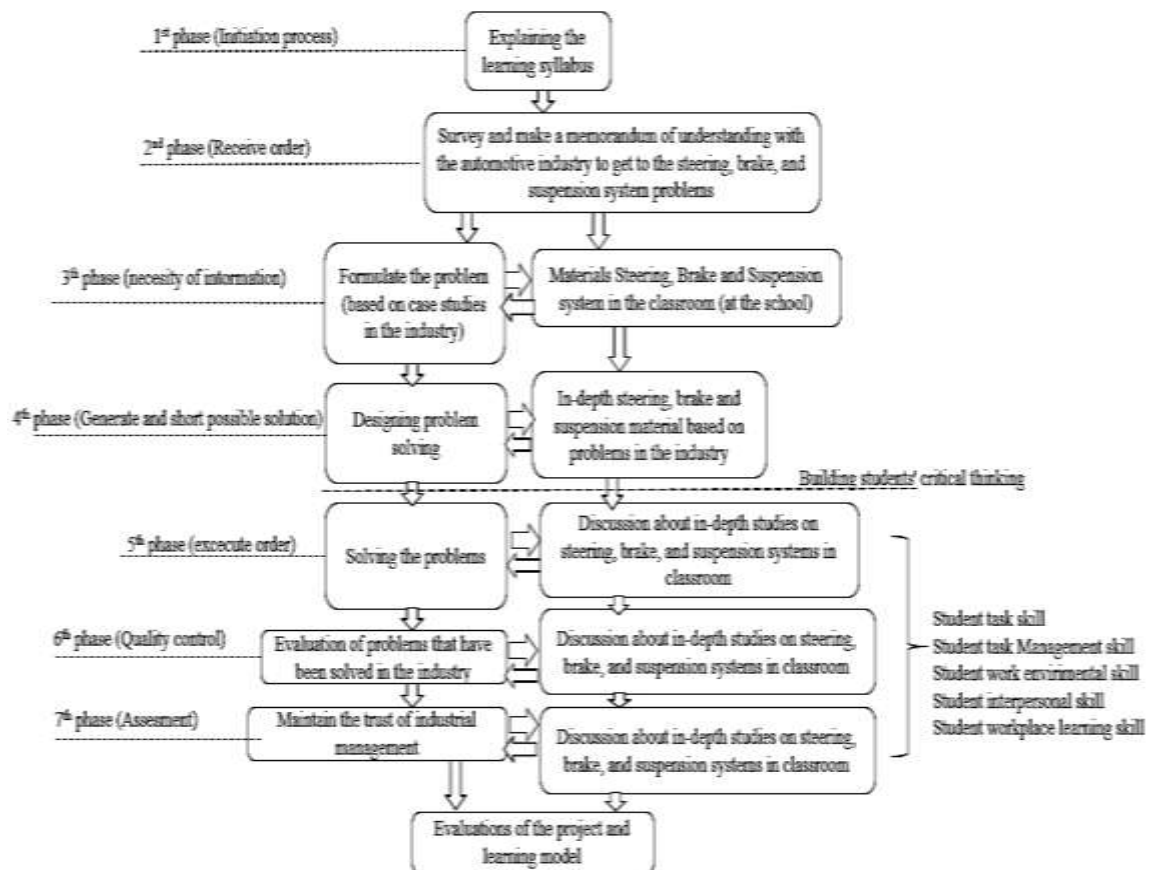 1st phase (Initiation process)
Explaining the
learning syllabus
2nd phase (Receive order)
Survey and make a memorandum of understanding with
the automotive industry to get to the steering, brake, and
suspension system problems
3th phase (necesity of information)
Formulate the problem
(based on case studies
in the industry)
Materials Steering, Brake and Suspension
system in the classroom (at the school)
4th phase (Generate and short possible solution)
Designing problem
solving
In-depth steering, brake and
suspension material based on
problems in the industry
Building students' critical thinking
5th phase (excecute order)
Solving the problems
Discussion about in-depth studies on
steering, brake, and suspension systems in
classroom
6th phase (Quality control)
Evaluation of problems that have
been solved in the industry
Discussion about in-depth studies on steering,
brake, and suspension systems in classroom
7th phase (Assesment)
Maintain the trust of industrial
management
Discussion about in-depth studies on steering,
brake, and suspension systems in classroom
Student task skill
Student task Management skill
Student work envirimental skill
Student interpersonal skill
Student workplace learning skill
Evaluations of the project and
learning model